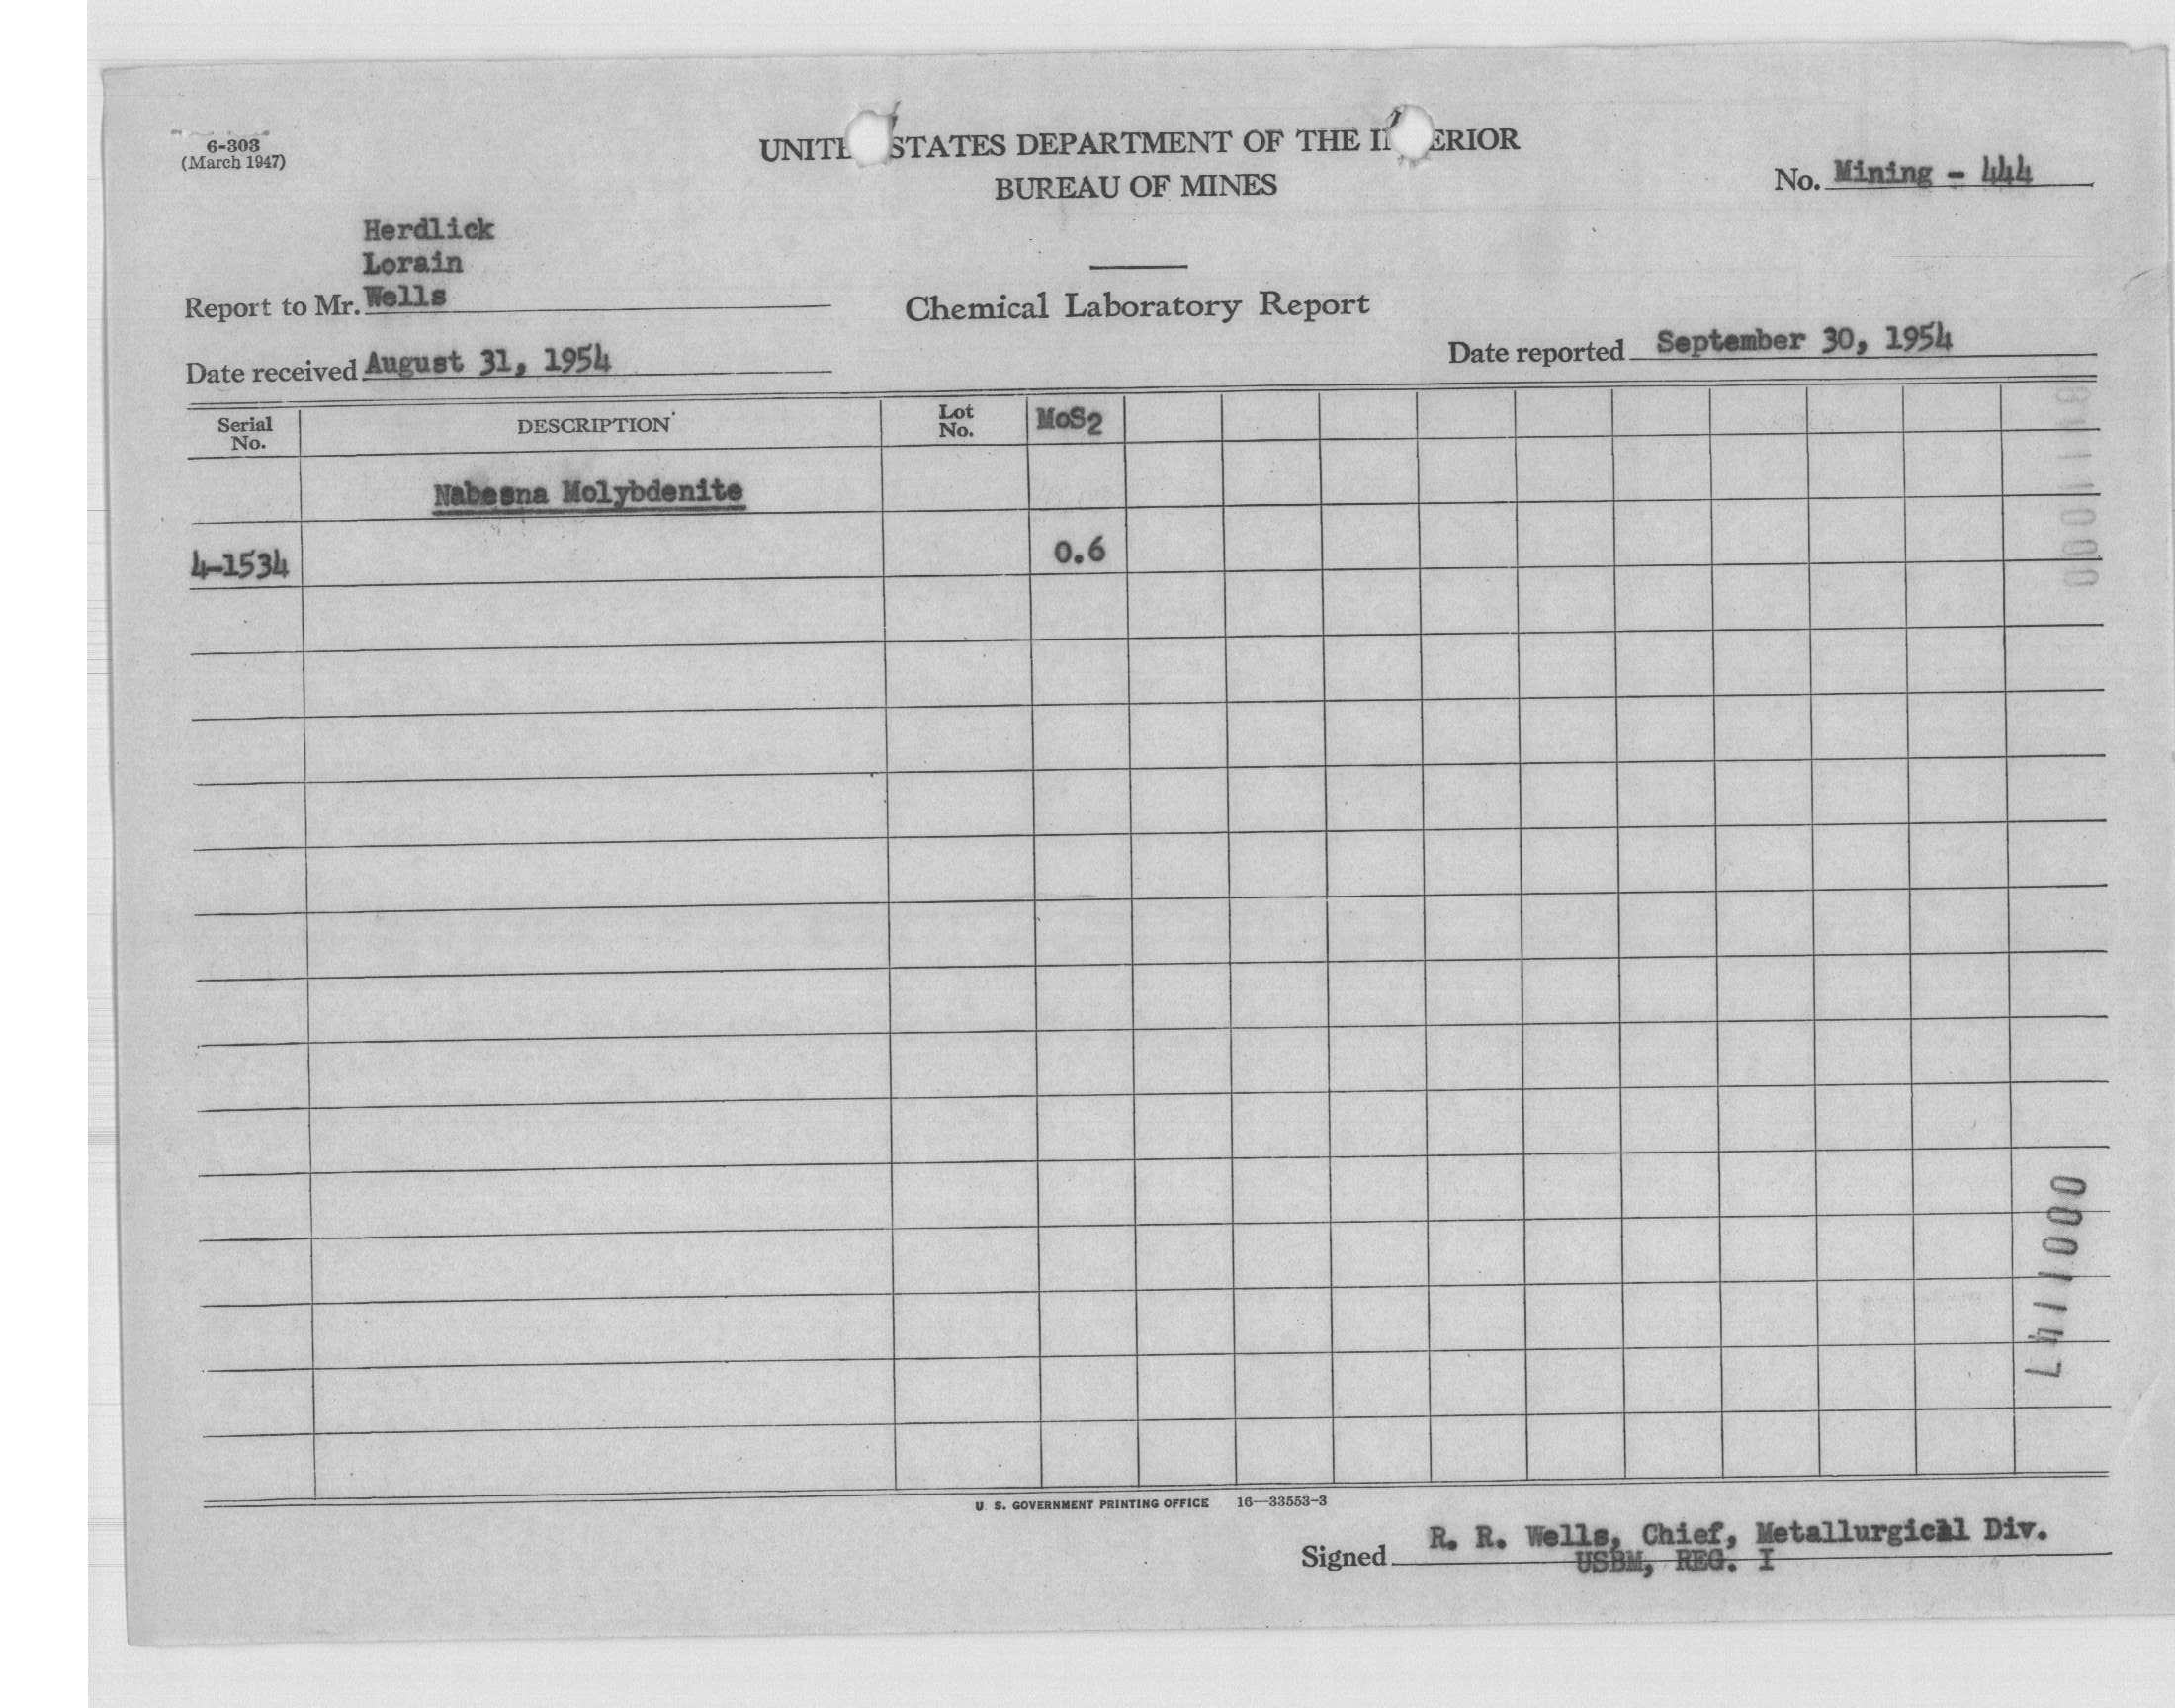 6-303
(March 1947)
UNITE STATES DEPARTMENT OF THE I ERIOR
BUREAU OF MINES
No. Mining - 444
Herdlick
Lorain
Report to Mr. Wells
Chemical Laboratory Report
Date received August 31, 1954
Date reported September 30, 1954
Serial No. DESCRIPTION Lot No. MoS2
Nabesna Molybdenite
4-1534 0.6
0001147
U. S. GOVERNMENT PRINTING OFFICE 16—33553-3
Signed R. R. Wells, Chief, Metallurgical Div.
USBM, REG. I